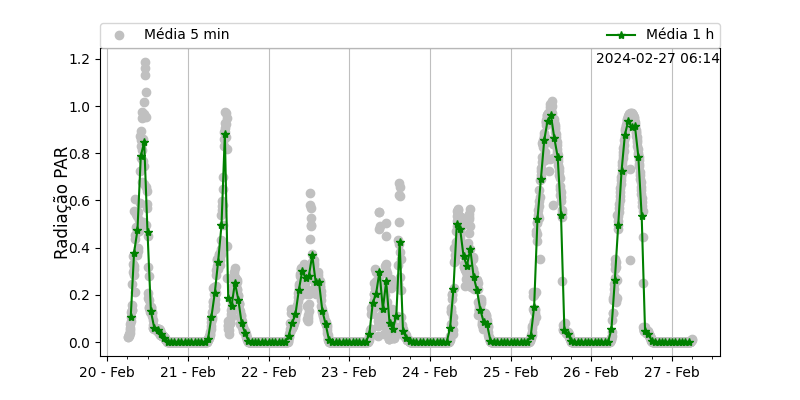 Média 5 min
Média 1 h
2024-02-27 06:14
Radiação PAR
1.2
1.0
0.8
0.6
0.4
0.2
0.0
20 - Feb
21 - Feb
22 - Feb
23 - Feb
24 - Feb
25 - Feb
26 - Feb
27 - Feb